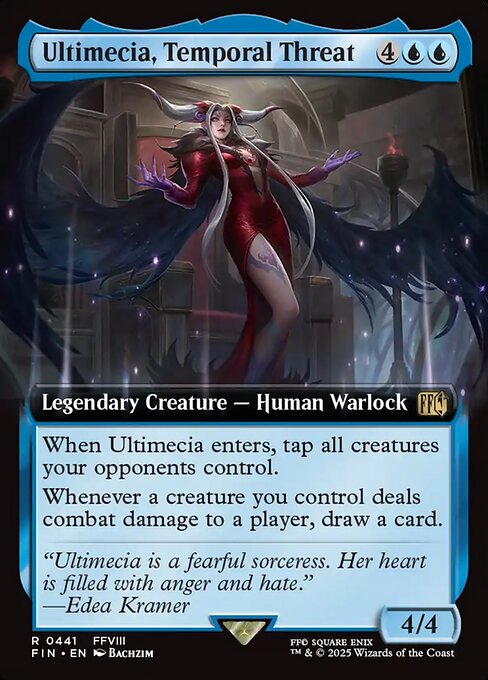 Ultimecia, Temporal Threat 4
Legendary Creature — Human Warlock FFVIII
When Ultimecia enters, tap all creatures
your opponents control.
Whenever a creature you control deals
combat damage to a player, draw a card.
“Ultimecia is a fearful sorceress. Her heart
is filled with anger and hate.”
—Edea Kramer
4/4
R 0441 FFVIII
FIN • EN BACHZIM
FF© SQUARE ENIX
™ & © 2025 Wizards of the Coast